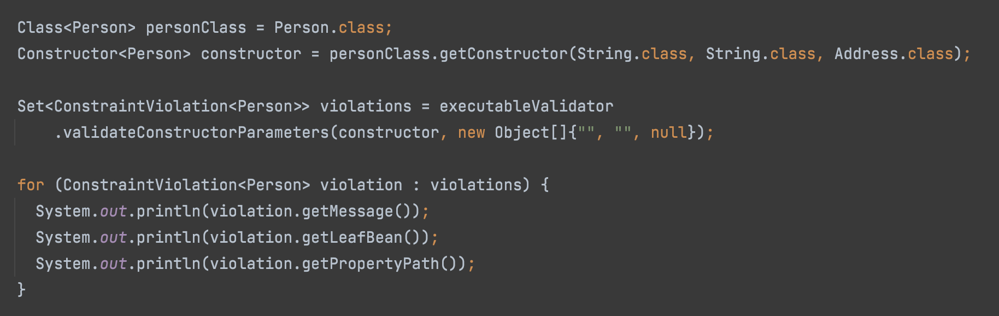 Class<Person> personClass = Person.class;
Constructor<Person> constructor = personClass.getConstructor(String.class, String.class, Address.class);
Set<ConstraintViolation<Person>> violations = executableValidator
.validateConstructorParameters(constructor, new Object[]{"", "", null});
for (ConstraintViolation<Person> violation : violations) {
System.out.println(violation.getMessage());
System.out.println(violation.getLeafBean());
System.out.println(violation.getPropertyPath());
}